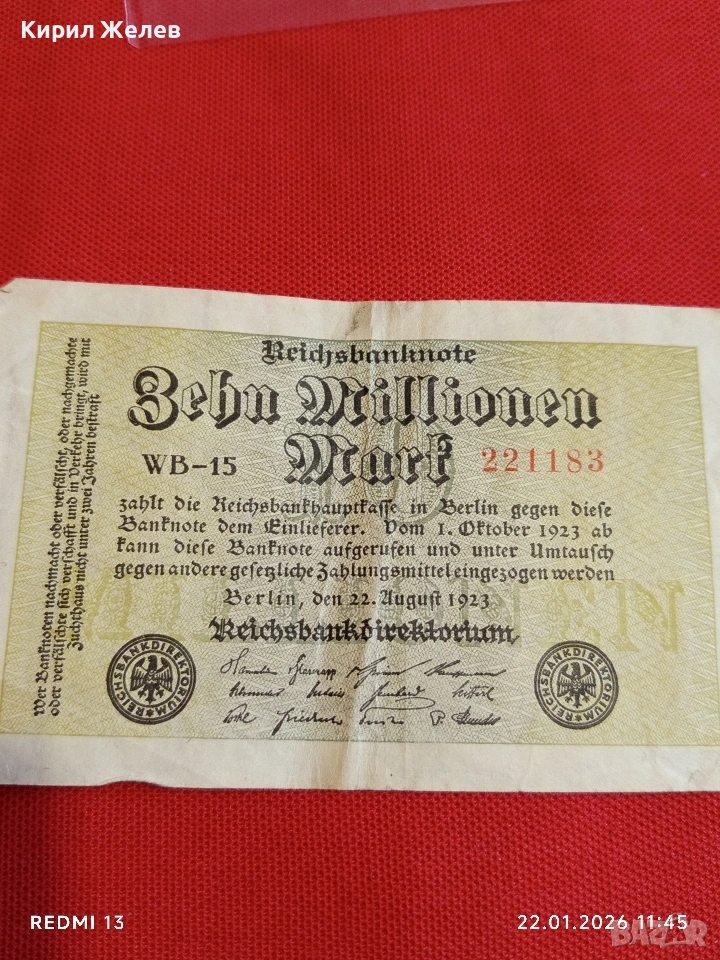 Кирил Желев
Reichsbanknote
Zehn Millionen
Mark
WB-15
221183
zahlt die Reichsbankhauptkasse in Berlin gegen diese
Banknote dem Einlieferer. Vom 1. Oktober 1923 ab
kann diese Banknote aufgerufen und unter Umtausch
gegen andere gesetzliche Zahlungsmittel eingezogen werden
Berlin, den 22. August 1923
Reichsbankdirektorium
REICHSBANKDIREKTORIUM
REICHSBANKDIREKTORIUM
Wer Banknoten nachmacht oder verfälscht, oder nachgemachte
oder verfälschte sich verschafft und in Verkehr bringt, wird mit
Zuchthaus nicht unter zwei Jahren bestraft
REDMI 13
22.01.2026 11:45
BAZAR